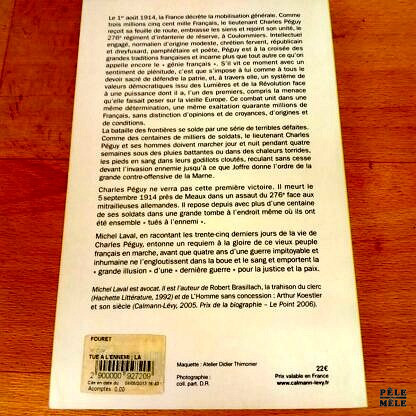 Le 1er août 1914, la France décrète la mobilisation générale. Comme
trois millions cinq cent mille Français, le lieutenant Charles Péguy
reçoit sa feuille de route, embrasse les siens et rejoint son unité, le
276e régiment d'infanterie de réserve, à Coulommiers. Intellectuel
engagé, normalien d'origine modeste, chrétien fervent, républicain
et dreyfusard, pamphlétaire et poète, Péguy est à la croisée des
grandes traditions françaises et incarne plus que tout autre ce qu'on
appelle encore le « génie français ». S'il vit ce moment avec un
sentiment de plénitude, c'est que s'impose à lui comme à tous le
devoir sacré de défendre la patrie, et, à travers elle, un système de
valeurs démocratiques issu des Lumières et de la Révolution face
à une puissance dont il a, l'un des premiers, compris la menace
qu'elle faisait peser sur la vieille Europe. Ce combat unit dans une
même détermination, une même exaltation quarante millions de
Français, sans distinction d'opinions et de croyances, d'origines et
de conditions.
La bataille des frontières se solde par une série de terribles défaites.
Comme des centaines de milliers de soldats, le lieutenant Charles
Péguy et ses hommes doivent marcher jour et nuit pendant quatre
semaines sous des pluies battantes ou dans des chaleurs torrides,
les pieds en sang dans leurs godillots cloutés, reculant sans cesse
devant l'invasion ennemie jusqu'à ce que Joffre donne l'ordre de la
grande contre-offensive de la Marne.
Charles Péguy ne verra pas cette première victoire. Il meurt le
5 septembre 1914 près de Meaux dans un assaut du 276e face aux
mitrailleuses allemandes. Il repose depuis avec plus d'une centaine
de ses soldats dans une grande tombe à l'endroit même où ils ont
été ensemble « tués à l'ennemi ».
Michel Laval, en racontant les trente-cinq derniers jours de la vie de
Charles Péguy, entonne un requiem à la gloire de ce vieux peuple
français en marche, avant que quatre ans d'une guerre impitoyable et
inhumaine ne l'engloutissent dans la boue et le sang et emportent la
« grande illusion » d'une « dernière guerre » pour la justice et la paix.
Michel Laval est avocat. Il est l'auteur de Robert Brasillach, la trahison du clerc
(Hachette Littérature, 1992) et de L'Homme sans concession : Arthur Koestler
et son siècle (Calmann-Lévy, 2005. Prix de la biographie – Le Point 2006).
FOURET
TUE A L'ENNEMI ; LA
2 900000 927209
Acomptes: 0.00
Maquette : Atelier Didier Thimonier
Photographie :
coll. part. D.R.
22€
Prix valable en France
www.calmann-levy.fr
PÊLE
MÊLE